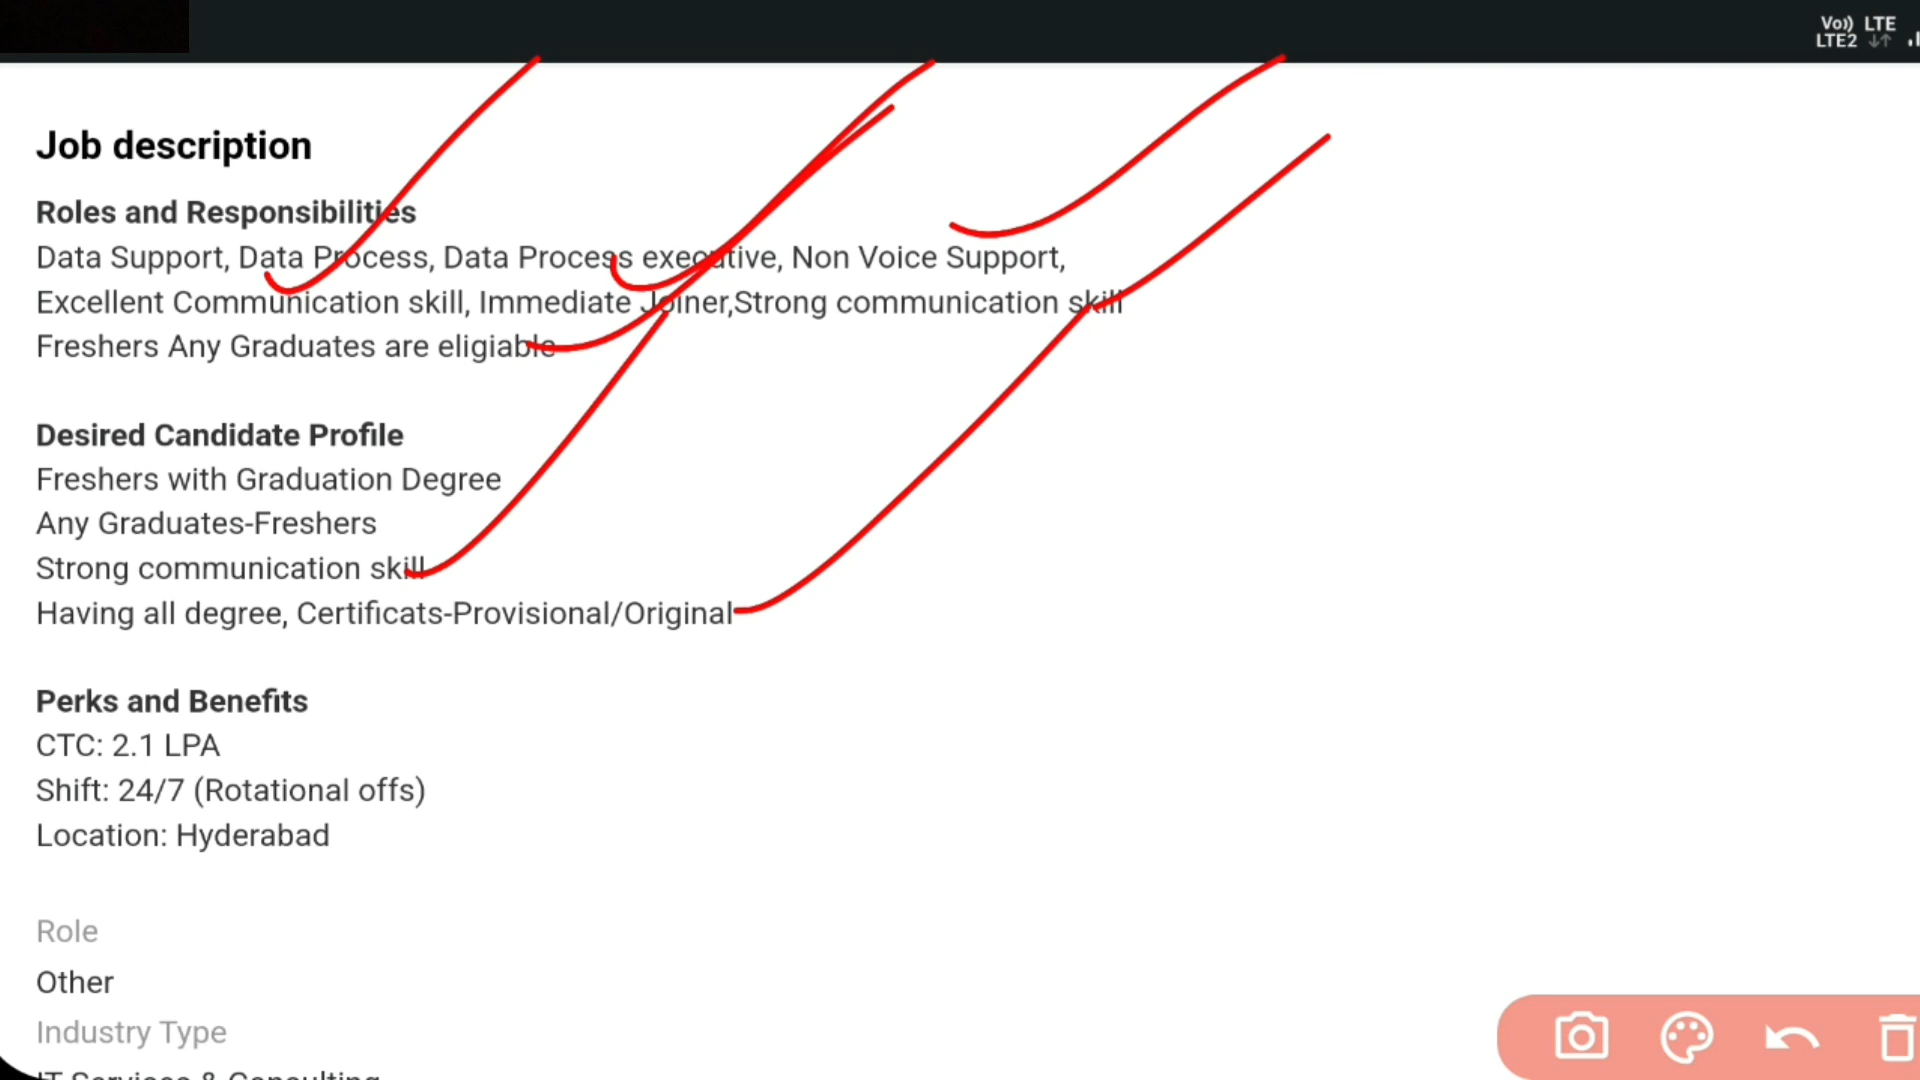 Vo)) LTE
LTE2
Job description
Roles and Responsibilities
Data Support, Data Process, Data Process executive, Non Voice Support,
Excellent Communication skill, Immediate Joiner,Strong communication skill
Freshers Any Graduates are eligiable
Desired Candidate Profile
Freshers with Graduation Degree
Any Graduates-Freshers
Strong communication skill
Having all degree, Certificats-Provisional/Original
Perks and Benefits
CTC: 2.1 LPA
Shift: 24/7 (Rotational offs)
Location: Hyderabad
Role
Other
Industry Type
IT Services & Consulting